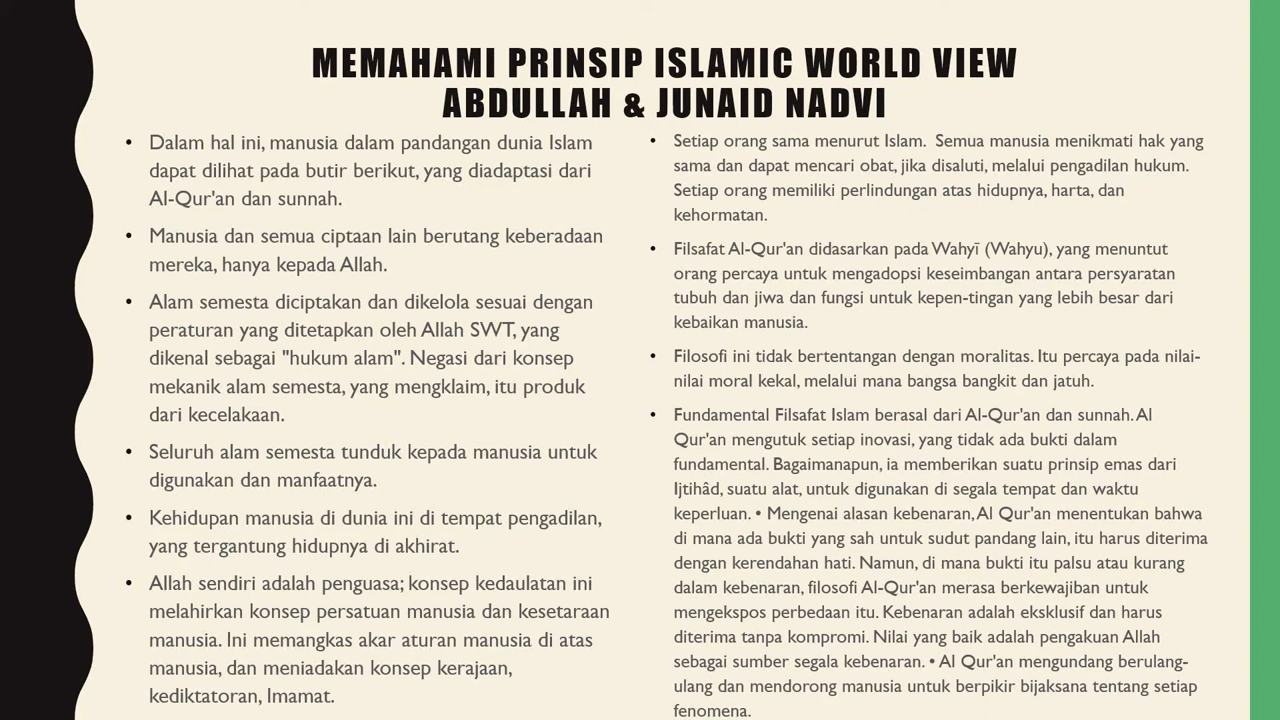 MEMAHAMI PRINSIP ISLAMIC WORLD VIEW
ABDULLAH & JUNAID NADVI
• Dalam hal ini, manusia dalam pandangan dunia Islam
dapat dilihat pada butir berikut, yang diadaptasi dari
Al-Qur'an dan sunnah.
• Manusia dan semua ciptaan lain berutang keberadaan
mereka, hanya kepada Allah.
• Alam semesta diciptakan dan dikelola sesuai dengan
peraturan yang ditetapkan oleh Allah SWT, yang
dikenal sebagai "hukum alam". Negasi dari konsep
mekanik alam semesta, yang mengklaim, itu produk
dari kecelakaan.
• Seluruh alam semesta tunduk kepada manusia untuk
digunakan dan manfaatnya.
• Kehidupan manusia di dunia ini di tempat pengadilan,
yang tergantung hidupnya di akhirat.
• Allah sendiri adalah penguasa; konsep kedaulatan ini
melahirkan konsep persatuan manusia dan kesetaraan
manusia. Ini memangkas akar aturan manusia di atas
manusia, dan meniadakan konsep kerajaan,
kediktatoran, Imamat.
• Setiap orang sama menurut Islam.  Semua manusia menikmati hak yang
sama dan dapat mencari obat, jika disaluti, melalui pengadilan hukum.
Setiap orang memiliki perlindungan atas hidupnya, harta, dan
kehormatan.
• Filsafat Al-Qur'an didasarkan pada Wahyī (Wahyu), yang menuntut
orang percaya untuk mengadopsi keseimbangan antara persyaratan
tubuh dan jiwa dan fungsi untuk kepen-tingan yang lebih besar dari
kebaikan manusia.
• Filosofi ini tidak bertentangan dengan moralitas. Itu percaya pada nilai-
nilai moral kekal, melalui mana bangsa bangkit dan jatuh.
• Fundamental Filsafat Islam berasal dari Al-Qur'an dan sunnah. Al
Qur'an mengutuk setiap inovasi, yang tidak ada bukti dalam
fundamental. Bagaimanapun, ia memberikan suatu prinsip emas dari
Ijtihâd, suatu alat, untuk digunakan di segala tempat dan waktu
keperluan. • Mengenai alasan kebenaran, Al Qur'an menentukan bahwa
di mana ada bukti yang sah untuk sudut pandang lain, itu harus diterima
dengan kerendahan hati. Namun, di mana bukti itu palsu atau kurang
dalam kebenaran, filosofi Al-Qur'an merasa berkewajiban untuk
mengekspos perbedaan itu. Kebenaran adalah eksklusif dan harus
diterima tanpa kompromi. Nilai yang baik adalah pengakuan Allah
sebagai sumber segala kebenaran. • Al Qur'an mengundang berulang-
ulang dan mendorong manusia untuk berpikir bijaksana tentang setiap
fenomena.